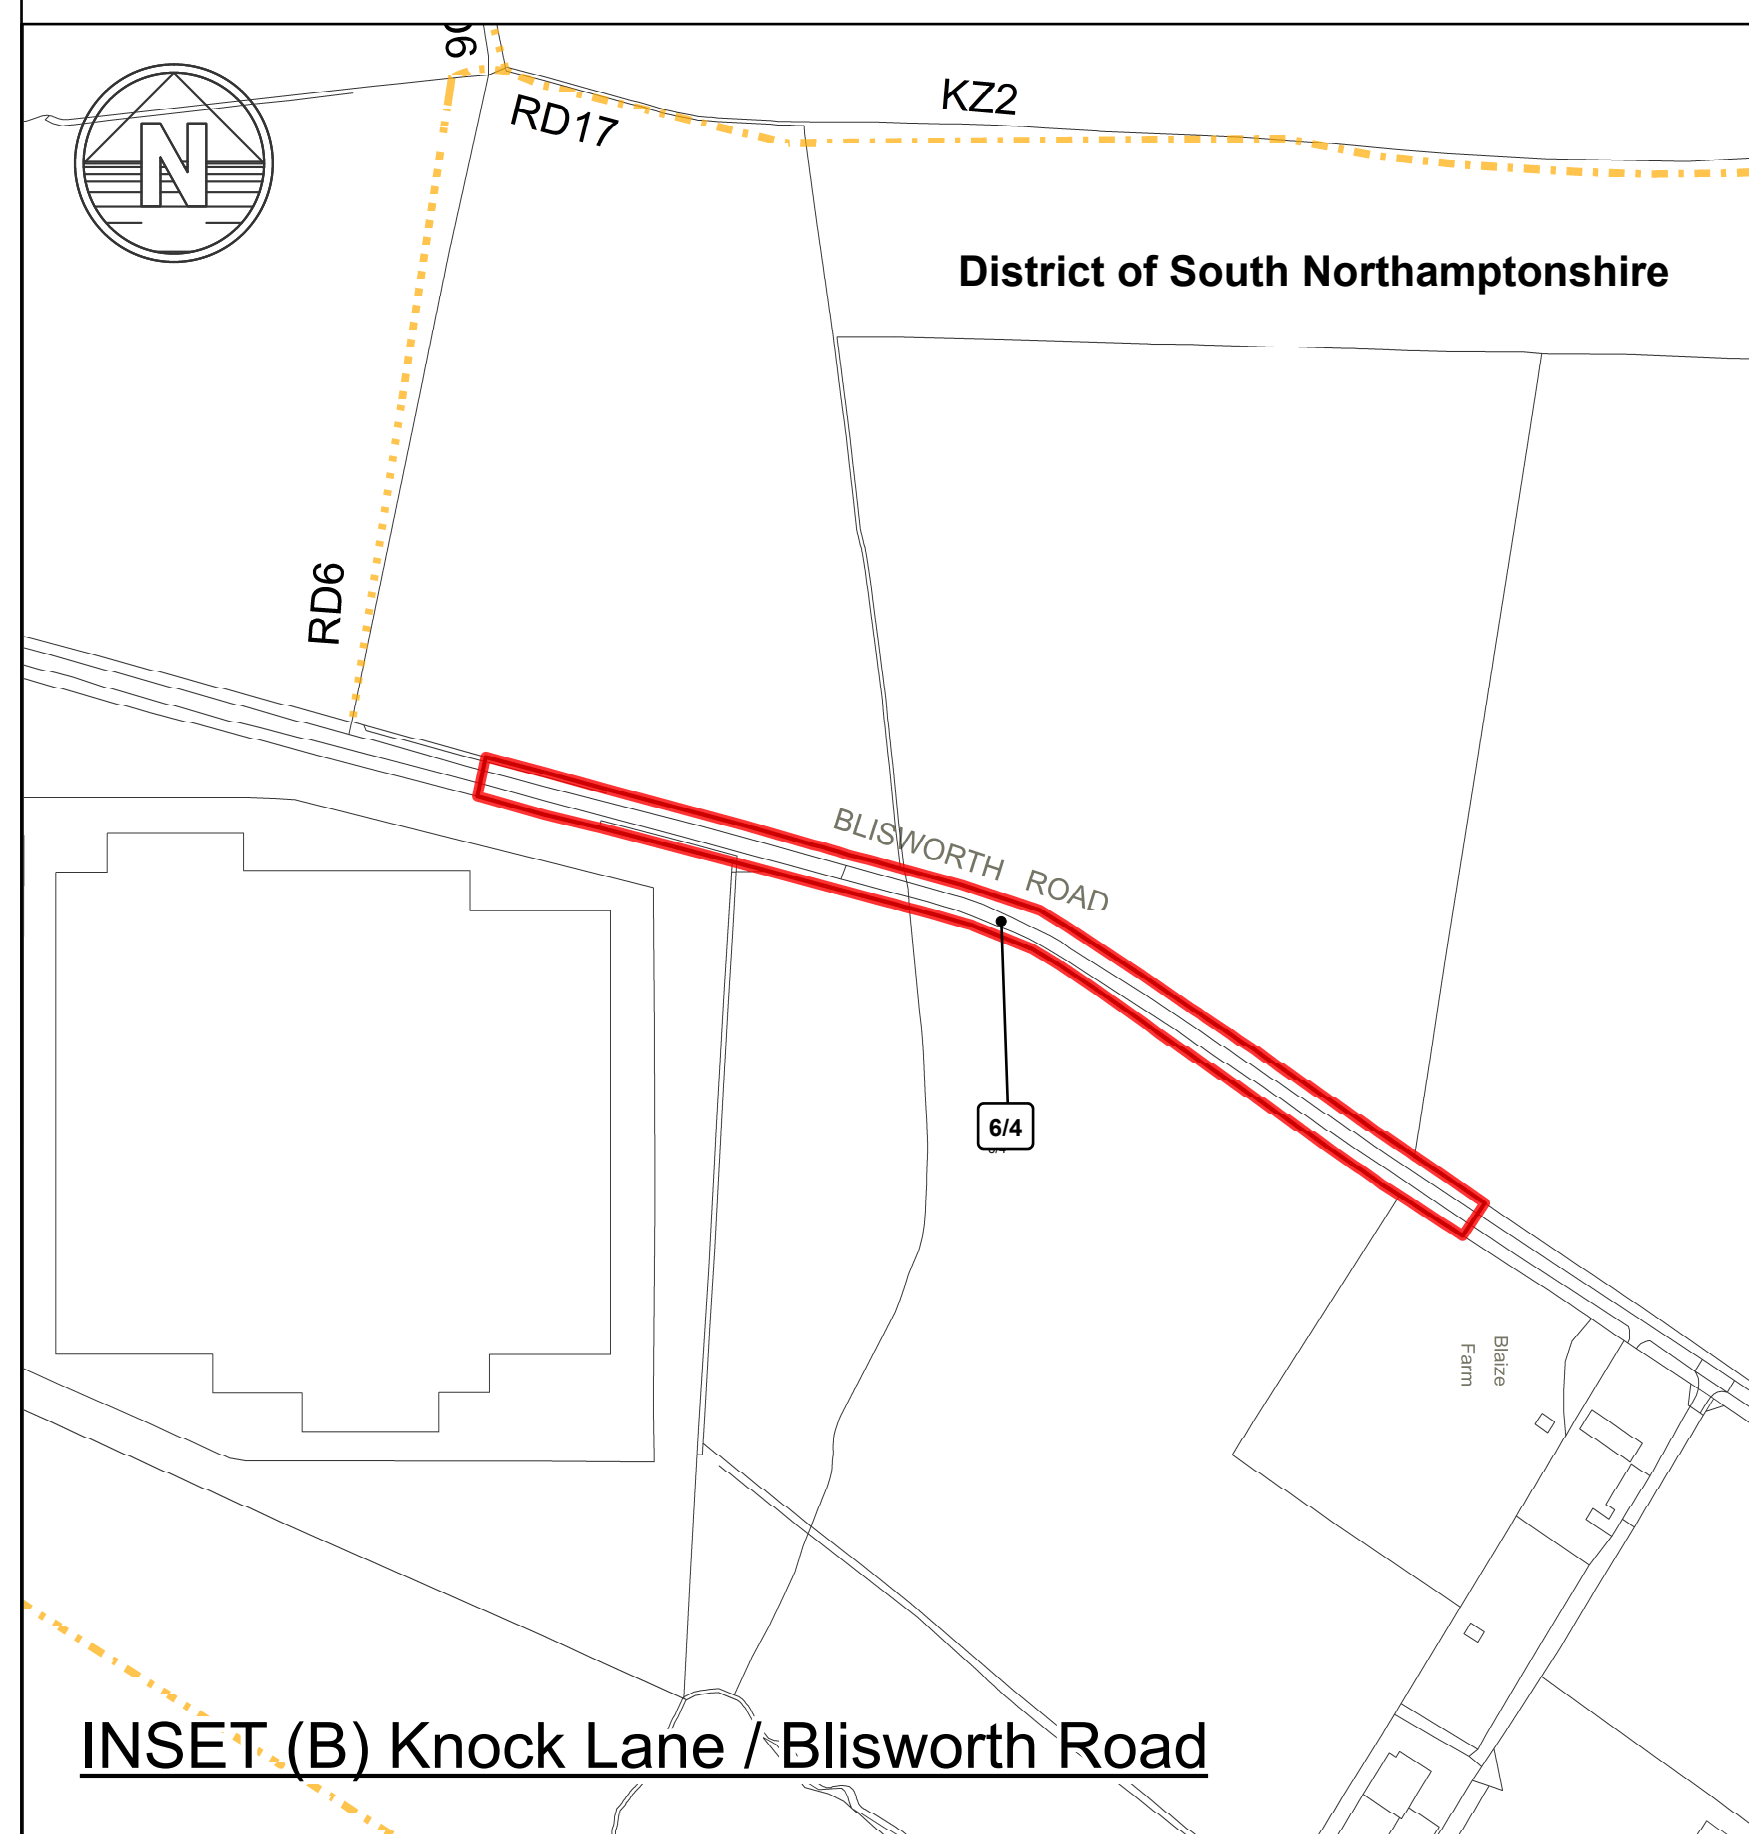 N
RD17
KZ2
District of South Northamptonshire
RD6
BLISWORTH ROAD
6/4
Blaize
Farm
INSET (B) Knock Lane / Blisworth Road